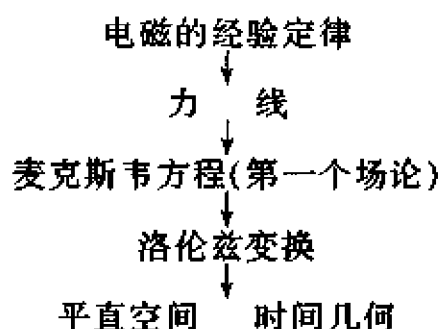 电磁的经验定律
力 线
麦克斯韦方程(第一个场论)
洛伦兹变换
平直空间 时间几何